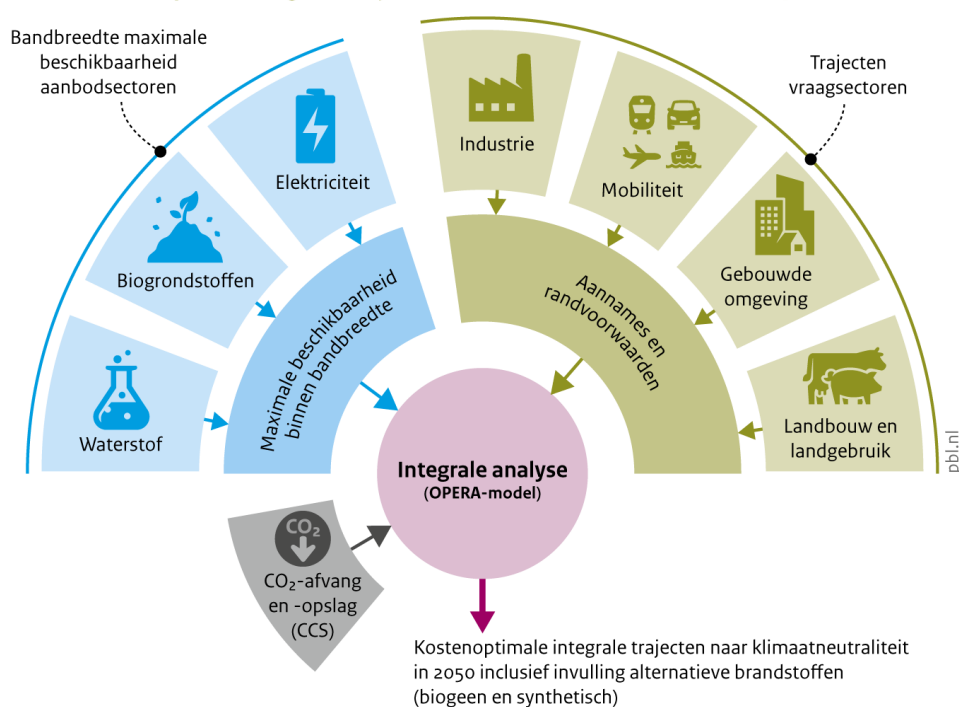 Bandbreedte maximale
beschikbaarheid
aanbodsectoren
Trajecten
vraagsectoren
Elektriciteit
Biogrondstoffen
Waterstof
Industrie
Mobiliteit
Gebouwde
omgeving
Landbouw en
landgebruik
Maximale beschikbaarheid
binnen bandbreedte
Aannames en
randvoorwaarden
Integrale analyse
(OPERA-model)
CO₂
CO₂-afvang
en -opslag
(CCS)
Kostenoptimale integrale trajecten naar klimaatneutraliteit
in 2050 inclusief invulling alternatieve brandstoffen
(biogeen en synthetisch)
pbl.nl